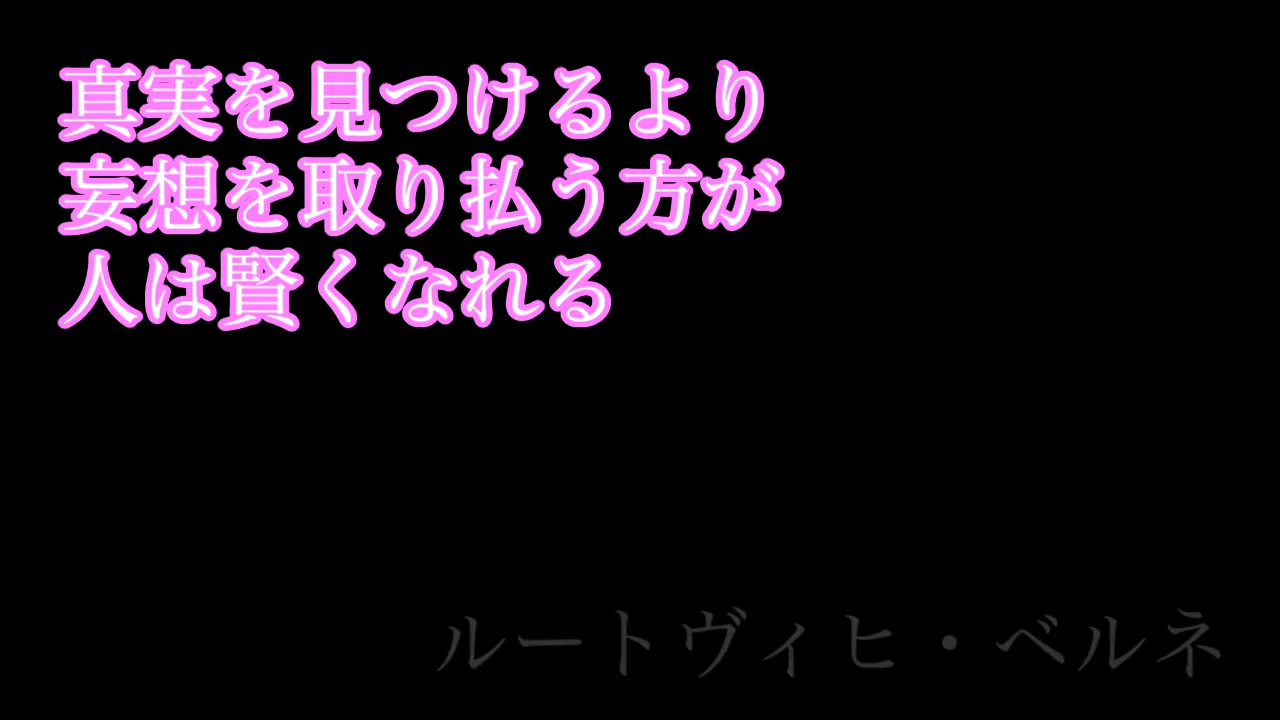 真実を見つけるより
妄想を取り払う方が
人は賢くなれる
ルートヴィヒ・ベルネ